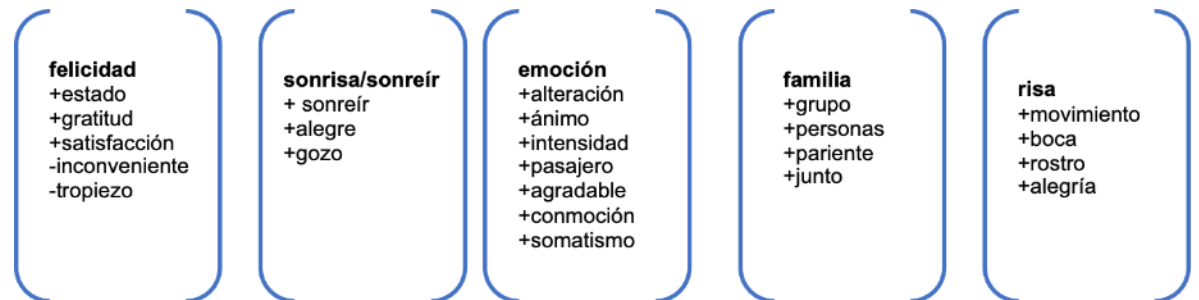 felicidad
+estado
+gratitud
+satisfacción
-inconveniente
-tropiezo
sonrisa/sonreír
+ sonreír
+alegre
+gozo
emoción
+alteración
+ánimo
+intensidad
+pasajero
+agradable
+conmoción
+somatismo
familia
+grupo
+personas
+pariente
+junto
risa
+movimiento
+boca
+rostro
+alegría